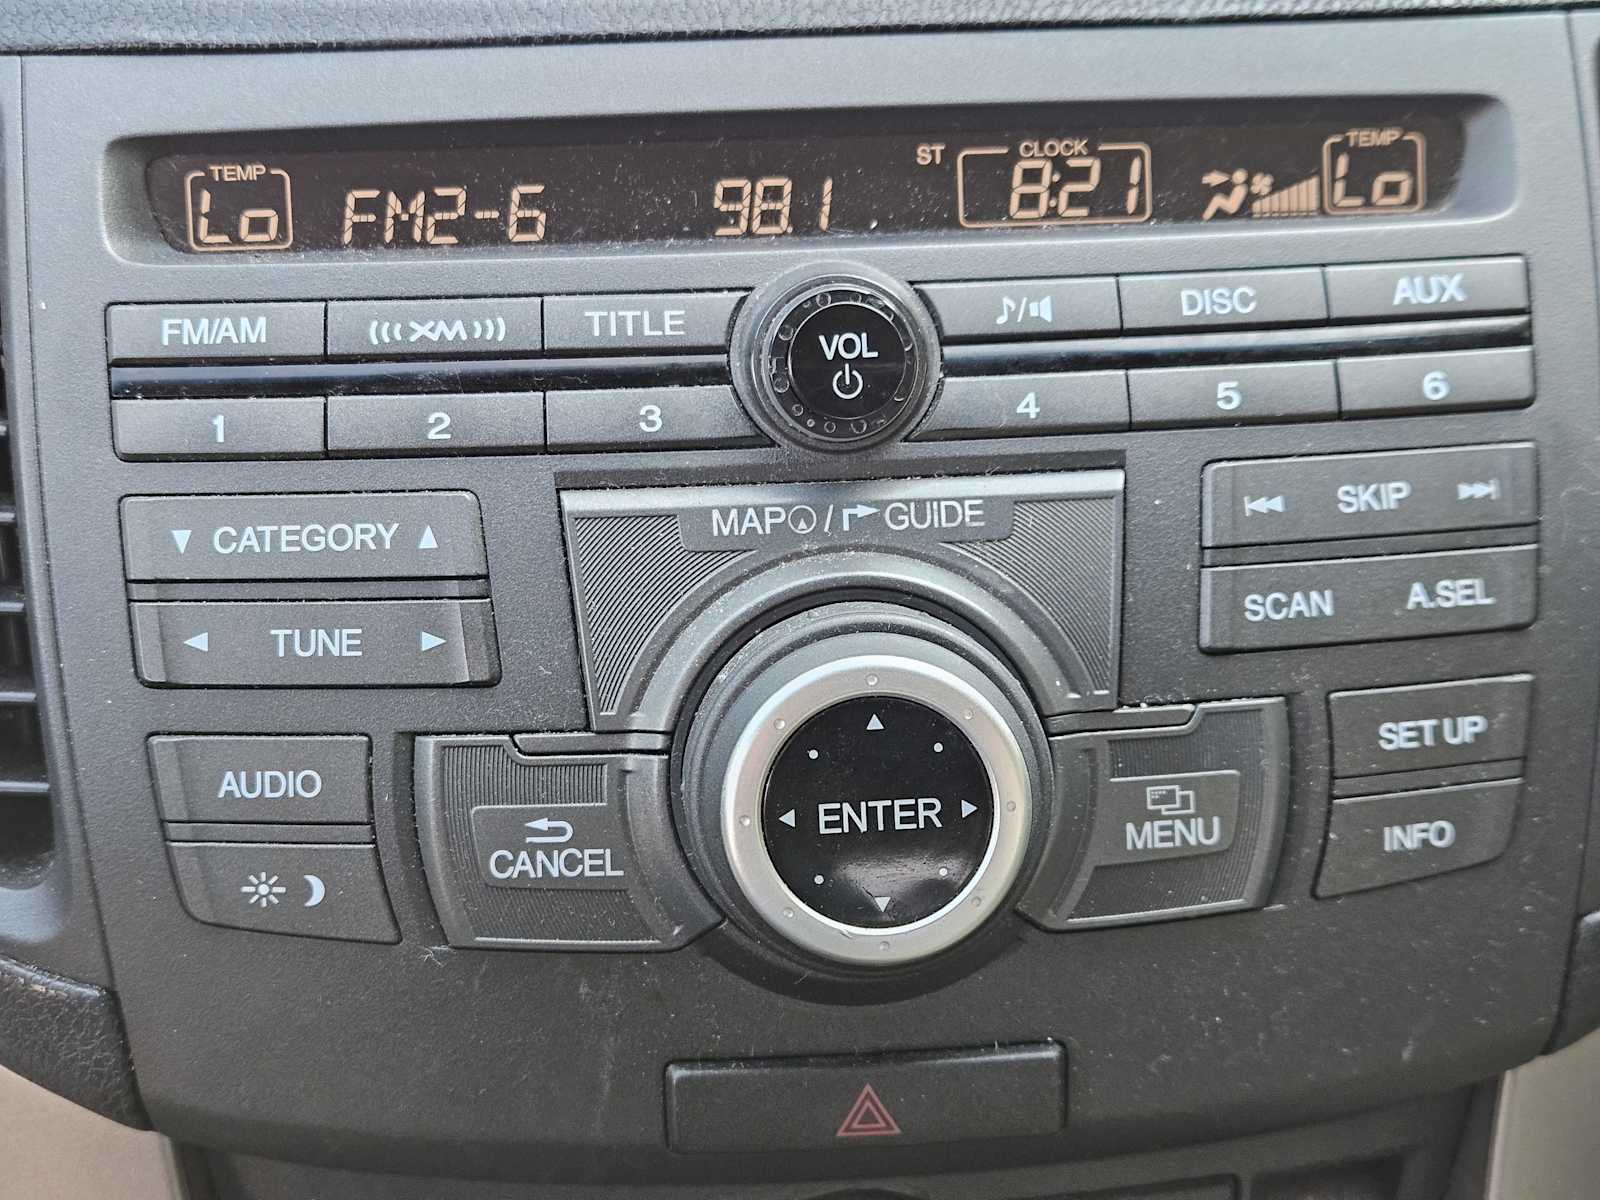 TEMP CLOCK TEMP
Lo FM2-6 98.1 ST 8:21 Lo
FM/AM XM TITLE VOL DISC AUX
1 2 3 4 5 6
MAP / GUIDE
CATEGORY SKIP
TUNE SCAN A.SEL
AUDIO CANCEL ENTER MENU SET UP
INFO